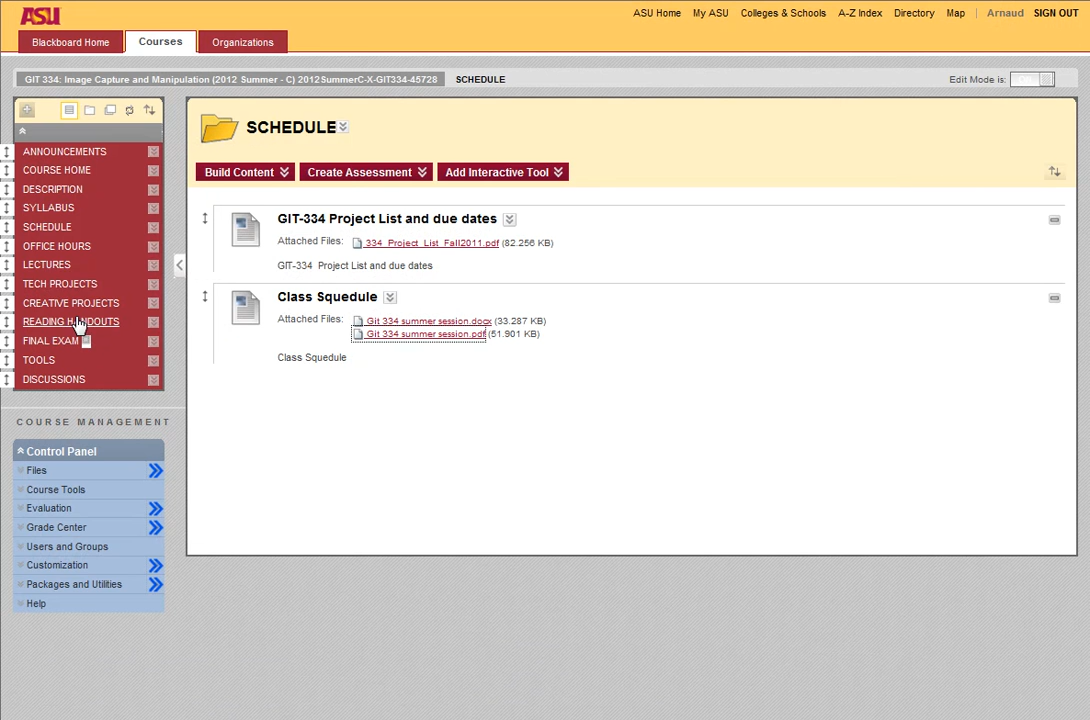 ASU
ASU Home My ASU Colleges & Schools A-Z Index Directory Map Arnaud SIGN OUT
Blackboard Home Courses Organizations
GIT 334: Image Capture and Manipulation (2012 Summer - C) 2012SummerC-X-GIT334-45728 SCHEDULE Edit Mode is:
ANNOUNCEMENTS
COURSE HOME
DESCRIPTION
SYLLABUS
SCHEDULE
OFFICE HOURS
LECTURES
TECH PROJECTS
CREATIVE PROJECTS
READING HANDOUTS
FINAL EXAM
TOOLS
DISCUSSIONS
COURSE MANAGEMENT
Control Panel
Files
Course Tools
Evaluation
Grade Center
Users and Groups
Customization
Packages and Utilities
Help
SCHEDULE
Build Content Create Assessment Add Interactive Tool
GIT-334 Project List and due dates
Attached Files: 334_Project_List_Fall2011.pdf (82.256 KB)
GIT-334 Project List and due dates
Class Squedule
Attached Files: Git 334 summer session.docx (33.287 KB)
Git 334 summer session.pdf (51.901 KB)
Class Squedule